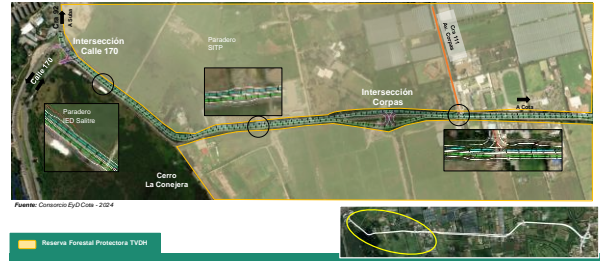 A Suba
Calle 170
Intersección
Calle 170
Paradero
SITP
Cra 111
Av. Corpas
Intersección
Corpas
A Cota
Paradero
IED Salitre
Cerro
La Conejera
Fuente: Consorcio EyD Cota - 2024
Reserva Forestal Protectora TVDH